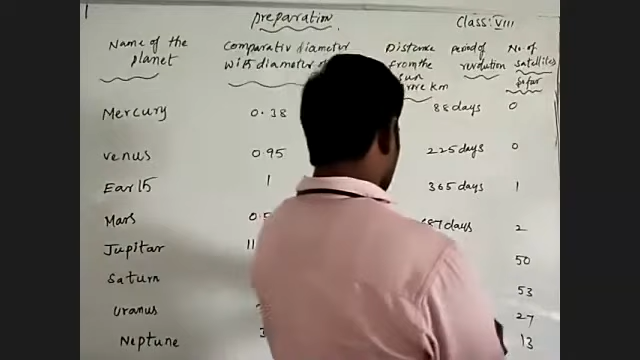 Preparation
Class: VIII
Name of the planet
Comparativ diameter
with diameter
Distance from the sun
km
Period of revolution
No. of satellites so far
Mercury 0.38 88 days 0
Venus 0.95 225 days 0
Earth 1 365 days 1
Mars 687 days 2
Jupitar 50
Saturn 53
Uranus 27
Neptune 13